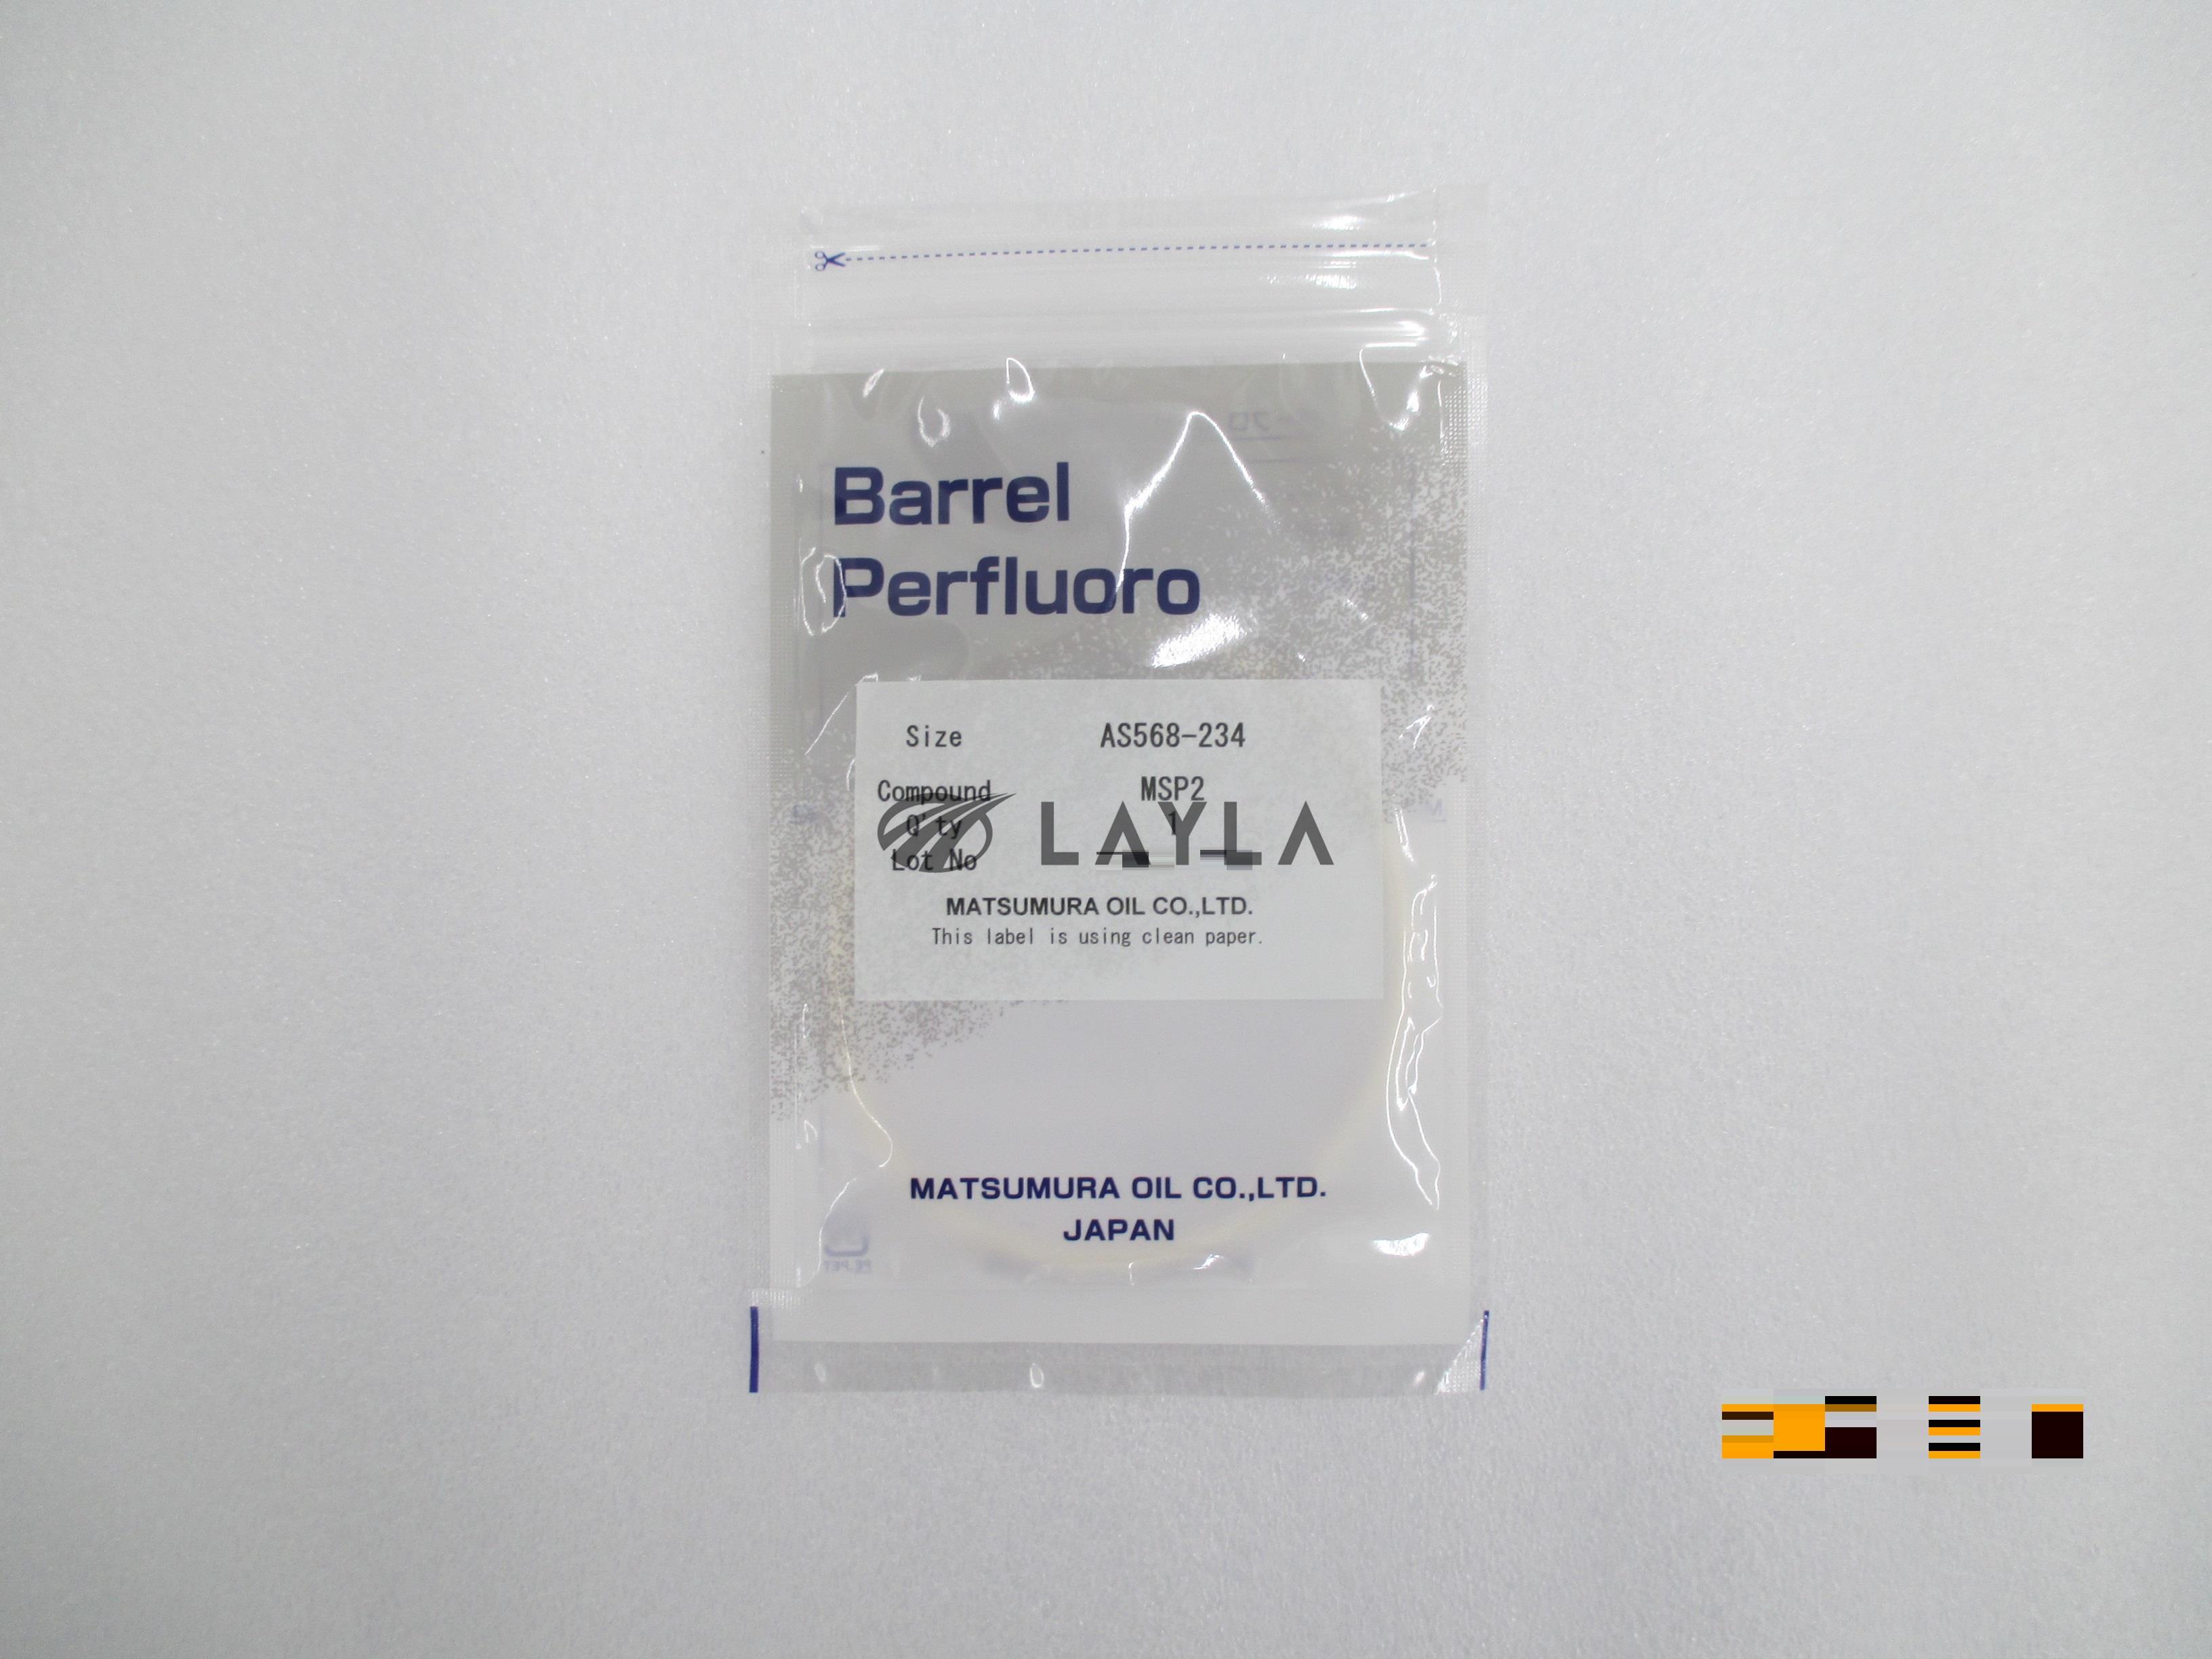 Barrel
Perfluoro
Size AS568-234
Compound MSP2
Q'ty 1
LAYLA
Lot No
MATSUMURA OIL CO.,LTD.
This label is using clean paper.
MATSUMURA OIL CO.,LTD.
JAPAN